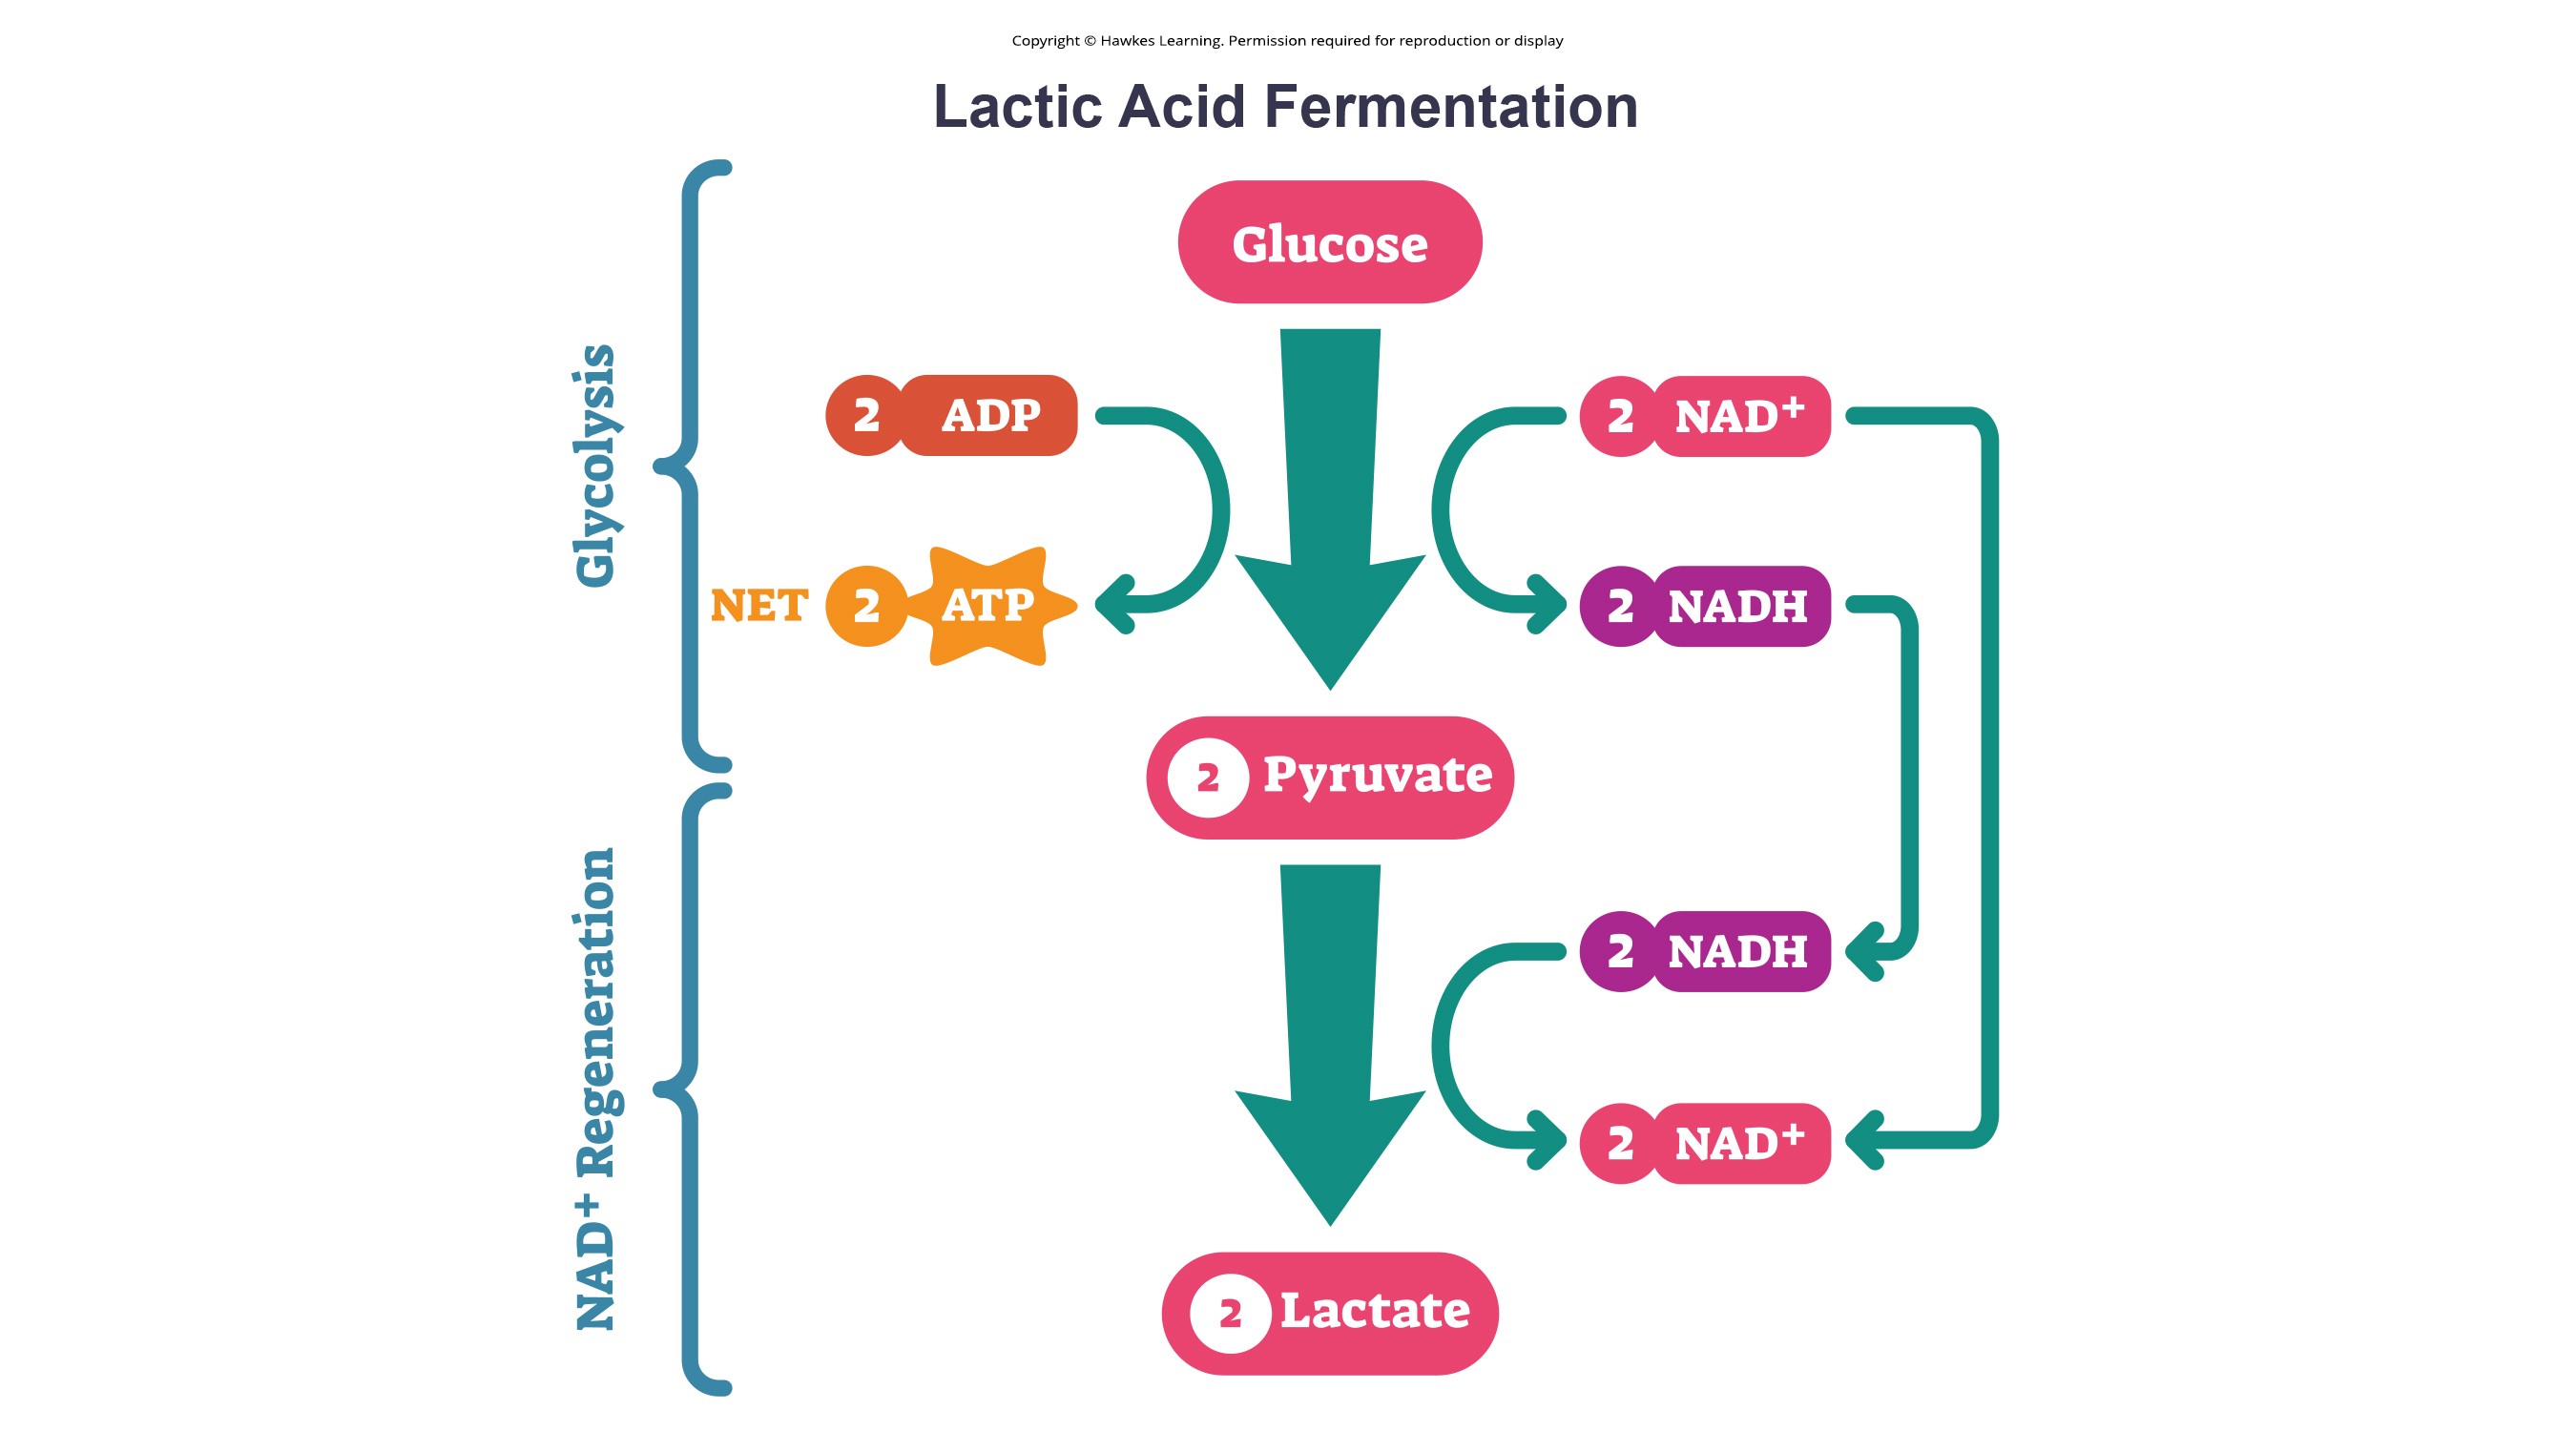 Copyright © Hawkes Learning. Permission required for reproduction or display
Lactic Acid Fermentation
Glycolysis
Glucose
2 ADP
2 NAD⁺
NET 2 ATP
2 NADH
2 Pyruvate
NAD⁺ Regeneration
2 NADH
2 NAD⁺
2 Lactate